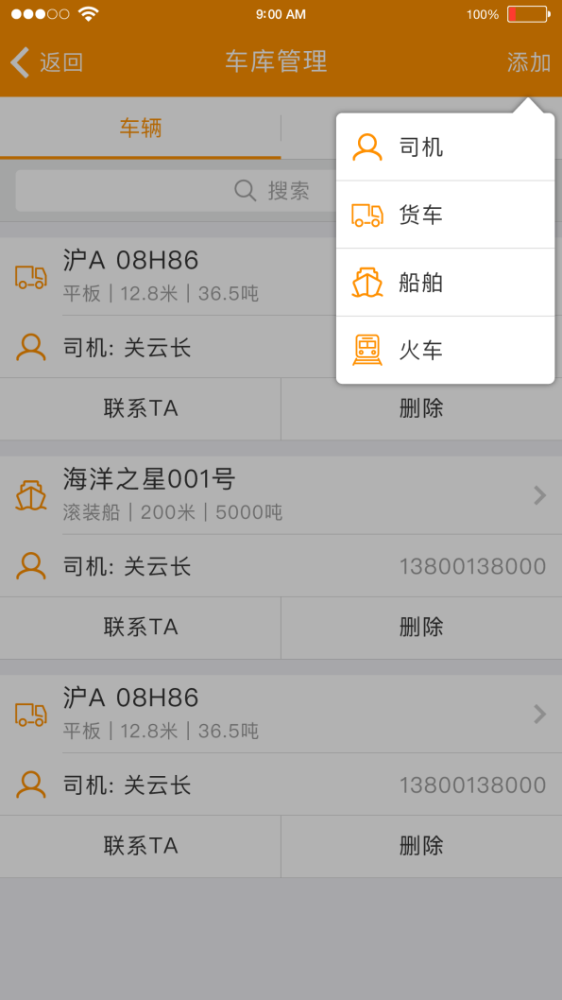 9:00 AM
100%
返回
车库管理
添加
车辆
司机
搜索
货车
沪A 08H86
平板 | 12.8米 | 36.5吨
船舶
司机: 关云长
火车
联系TA
删除
海洋之星001号
滚装船 | 200米 | 5000吨
司机: 关云长
13800138000
联系TA
删除
沪A 08H86
平板 | 12.8米 | 36.5吨
司机: 关云长
13800138000
联系TA
删除